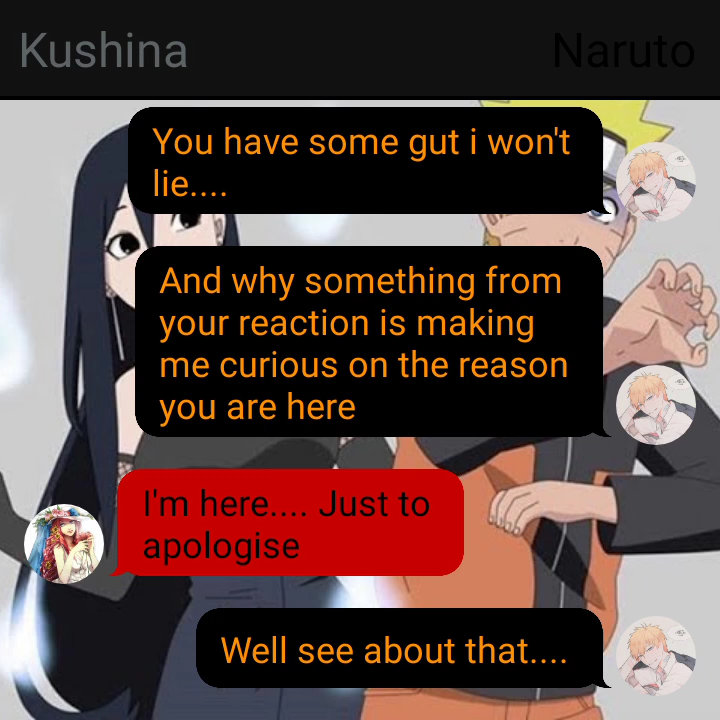 Kushina Naruto
You have some gut i won't
lie....
And why something from
your reaction is making
me curious on the reason
you are here
I'm here.... Just to
apologise
Well see about that....